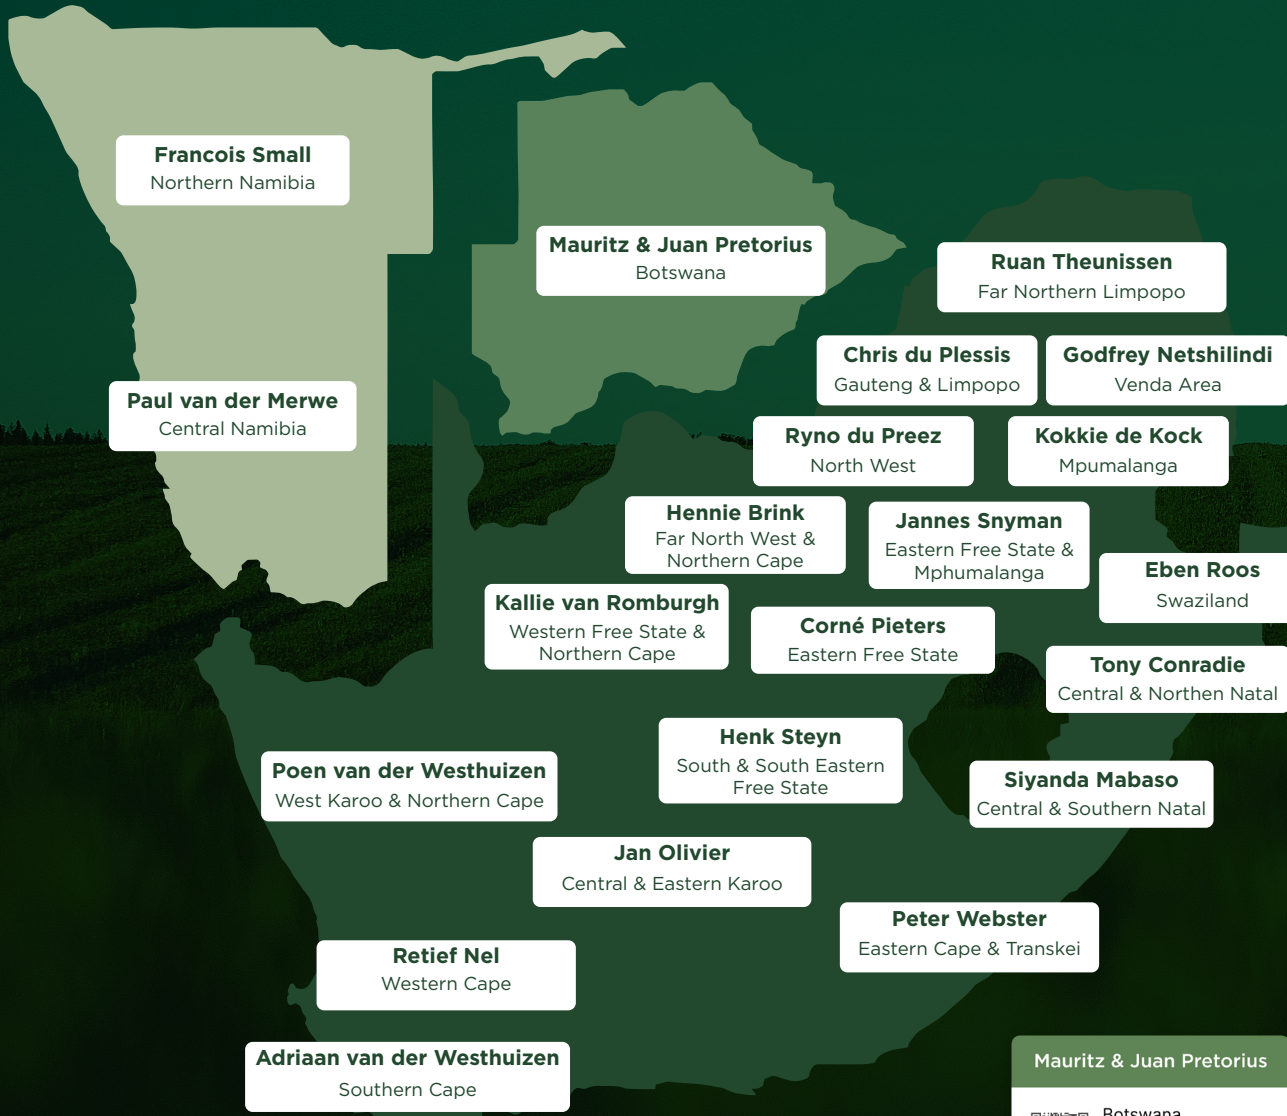 Francois Small
Northern Namibia
Mauritz & Juan Pretorius
Botswana
Ruan Theunissen
Far Northern Limpopo
Chris du Plessis
Gauteng & Limpopo
Godfrey Netshilindi
Venda Area
Paul van der Merwe
Central Namibia
Ryno du Preez
North West
Kokkie de Kock
Mpumalanga
Hennie Brink
Far North West &
Northern Cape
Jannes Snyman
Eastern Free State &
Mphumalanga
Eben Roos
Swaziland
Kallie van Romburgh
Western Free State &
Northern Cape
Corné Pieters
Eastern Free State
Tony Conradie
Central & Northen Natal
Henk Steyn
South & South Eastern
Free State
Poen van der Westhuizen
West Karoo & Northern Cape
Siyanda Mabaso
Central & Southern Natal
Jan Olivier
Central & Eastern Karoo
Peter Webster
Eastern Cape & Transkei
Retief Nel
Western Cape
Adriaan van der Westhuizen
Southern Cape
Mauritz & Juan Pretorius
Botswana